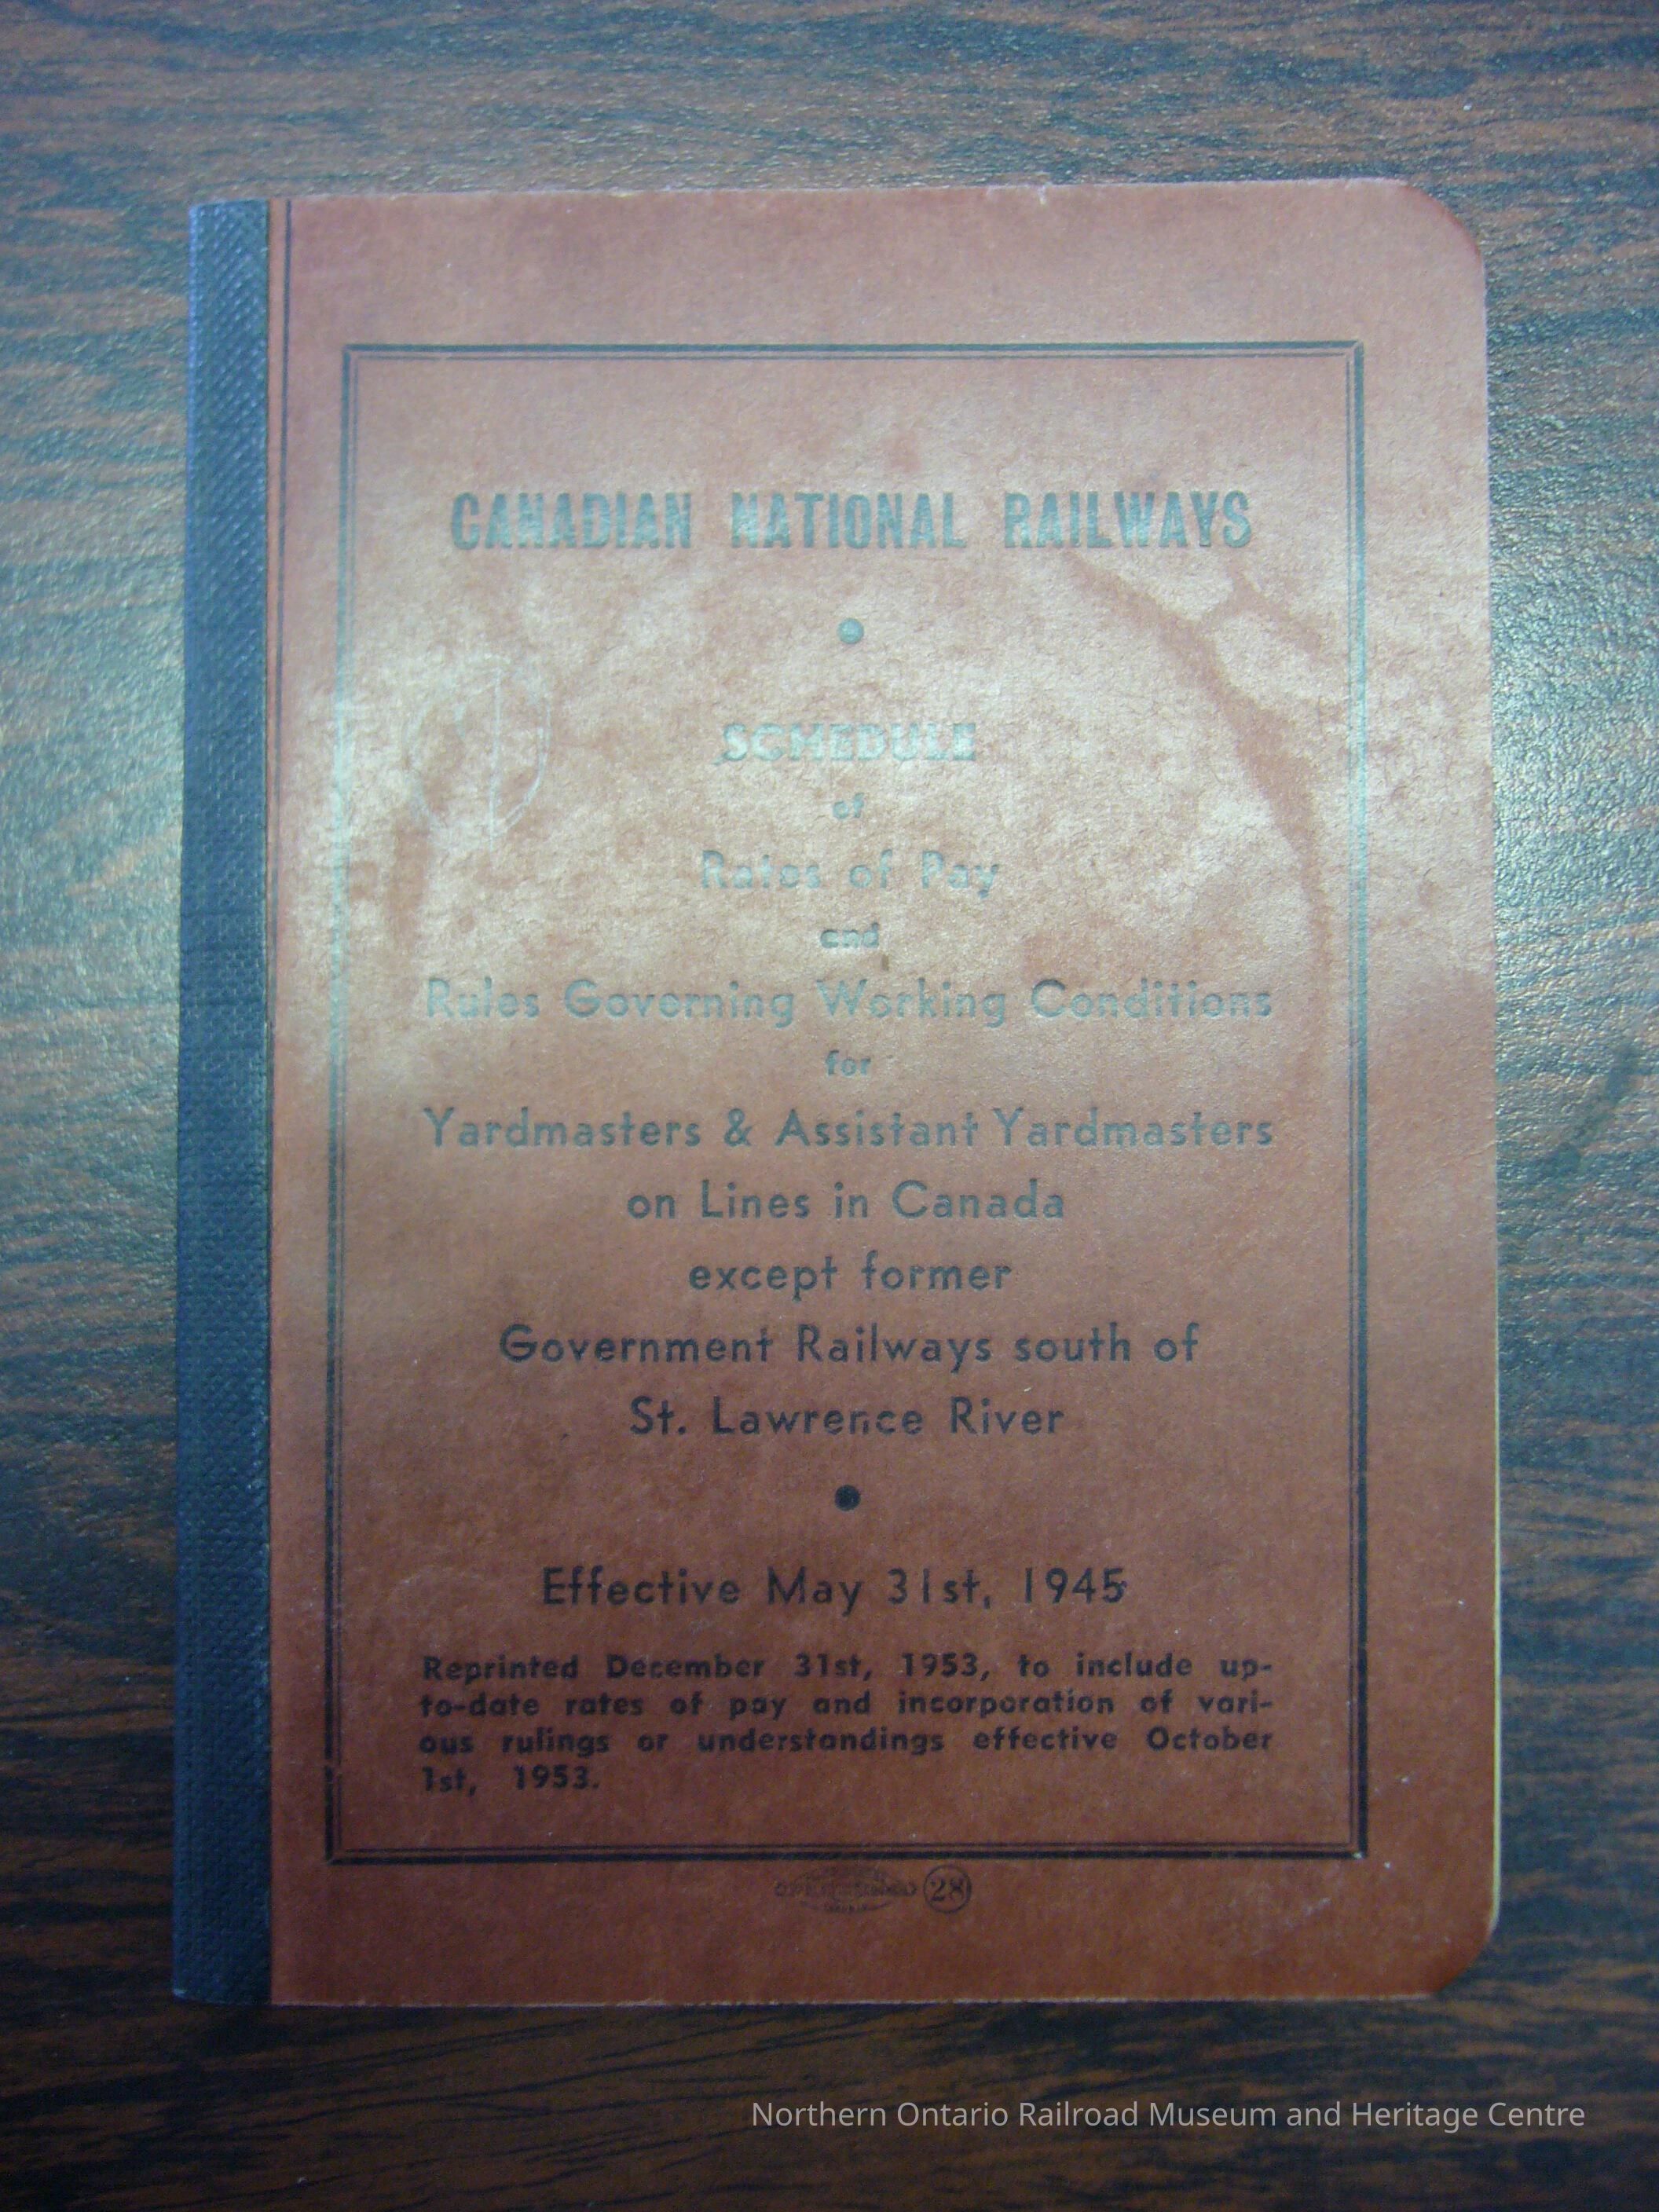 CANADIAN NATIONAL RAILWAYS
SCHEDULE
of
Rates of Pay
and
Rules Governing Working Conditions
for
Yardmasters & Assistant Yardmasters
on Lines in Canada
except former
Government Railways south of
St. Lawrence River
Effective May 31st, 1945
Reprinted December 31st, 1953, to include up-
to-date rates of pay and incorporation of vari-
ous rulings or understandings effective October
1st, 1953.
28
Northern Ontario Railroad Museum and Heritage Centre